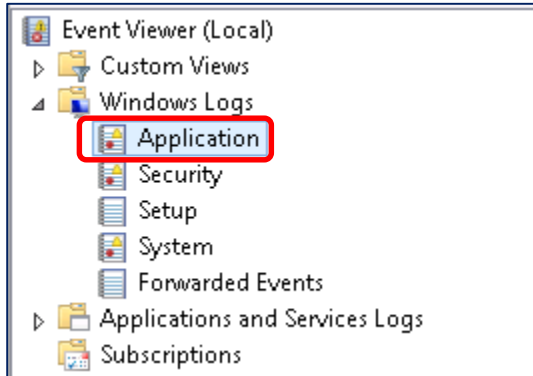 Event Viewer (Local)
Custom Views
Windows Logs
Application
Security
Setup
System
Forwarded Events
Applications and Services Logs
Subscriptions